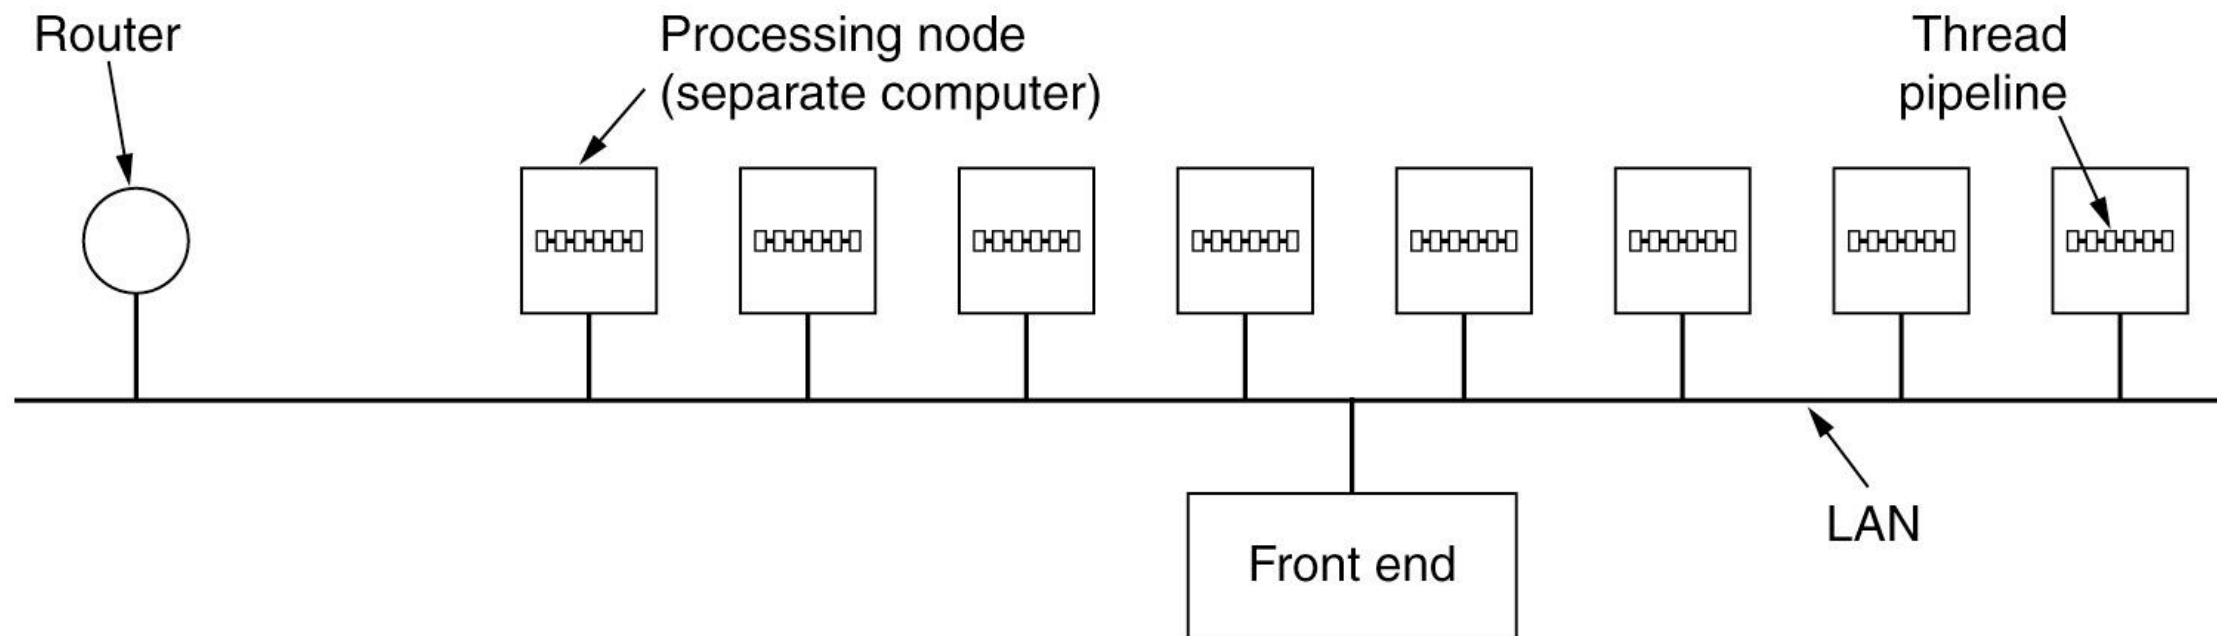 Router
Processing node
(separate computer)
Thread
pipeline
LAN
Front end